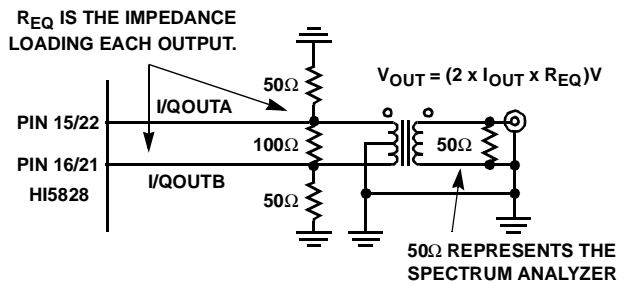 R_EQ IS THE IMPEDANCE
LOADING EACH OUTPUT.
V_OUT = (2 x I_OUT x R_EQ)V
50Ω
I/QOUTA
PIN 15/22
100Ω
50Ω
PIN 16/21
I/QOUTB
HI5828
50Ω
50Ω REPRESENTS THE
SPECTRUM ANALYZER